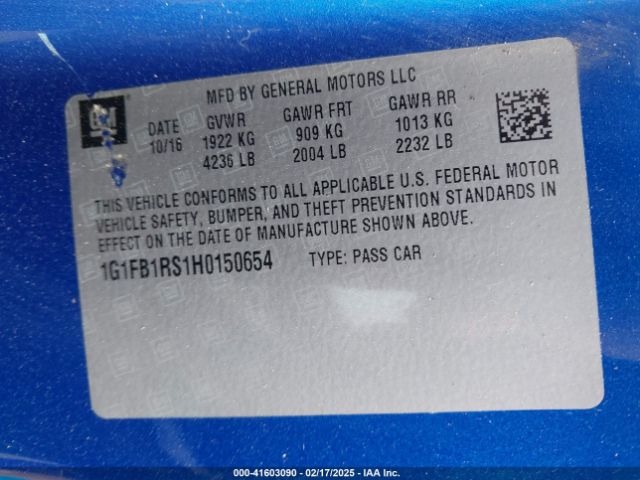 MFD BY GENERAL MOTORS LLC
GM DATE GVWR GAWR FRT GAWR RR
10/16 1922 KG 909 KG 1013 KG
4236 LB 2004 LB 2232 LB
THIS VEHICLE CONFORMS TO ALL APPLICABLE U.S. FEDERAL MOTOR
VEHICLE SAFETY, BUMPER, AND THEFT PREVENTION STANDARDS IN
EFFECT ON THE DATE OF MANUFACTURE SHOWN ABOVE.
1G1FB1RS1H0150654 TYPE: PASS CAR
000-41603090 - 02/17/2025 - IAA Inc.